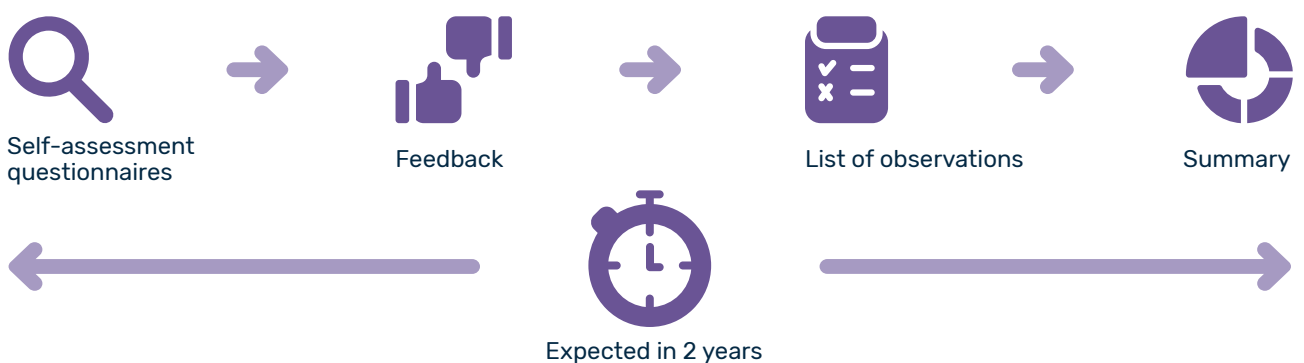 Self-assessment
questionnaires
Feedback
List of observations
Summary
Expected in 2 years